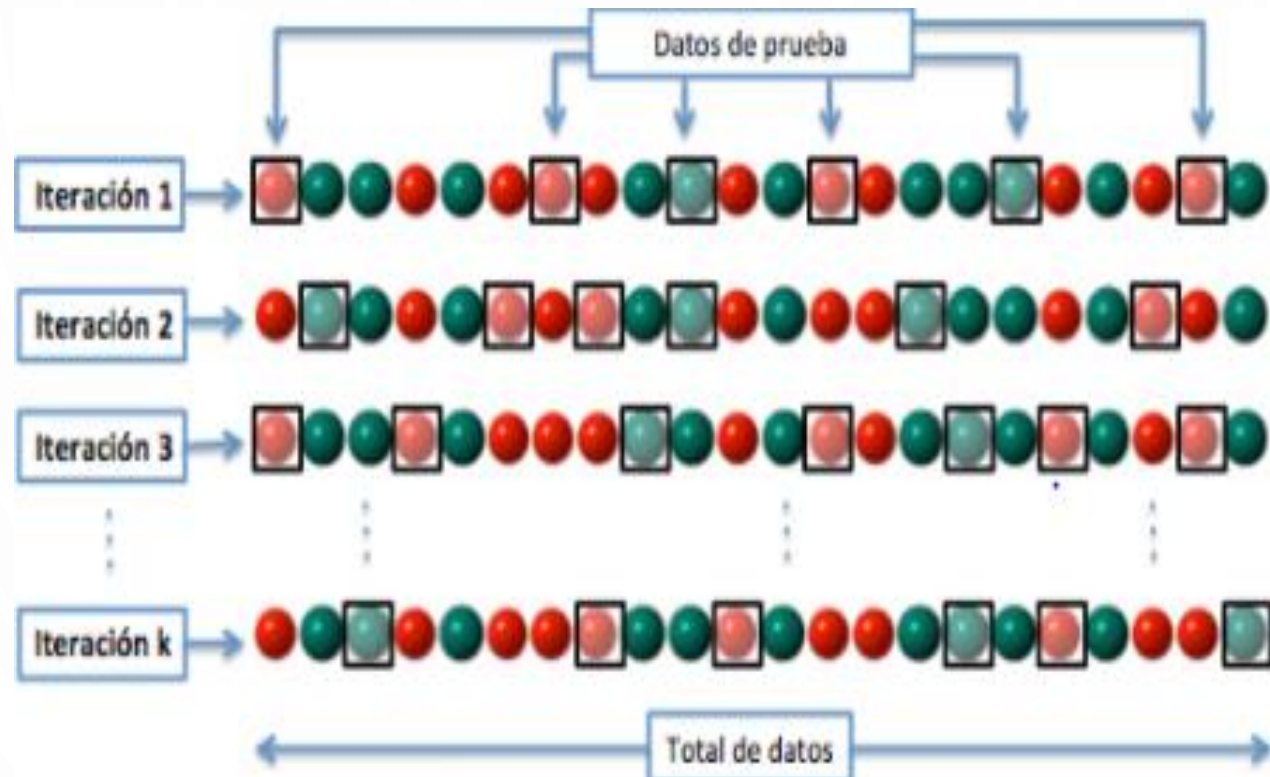 Datos de prueba
Iteración 1
Iteración 2
Iteración 3
Iteración k
Total de datos